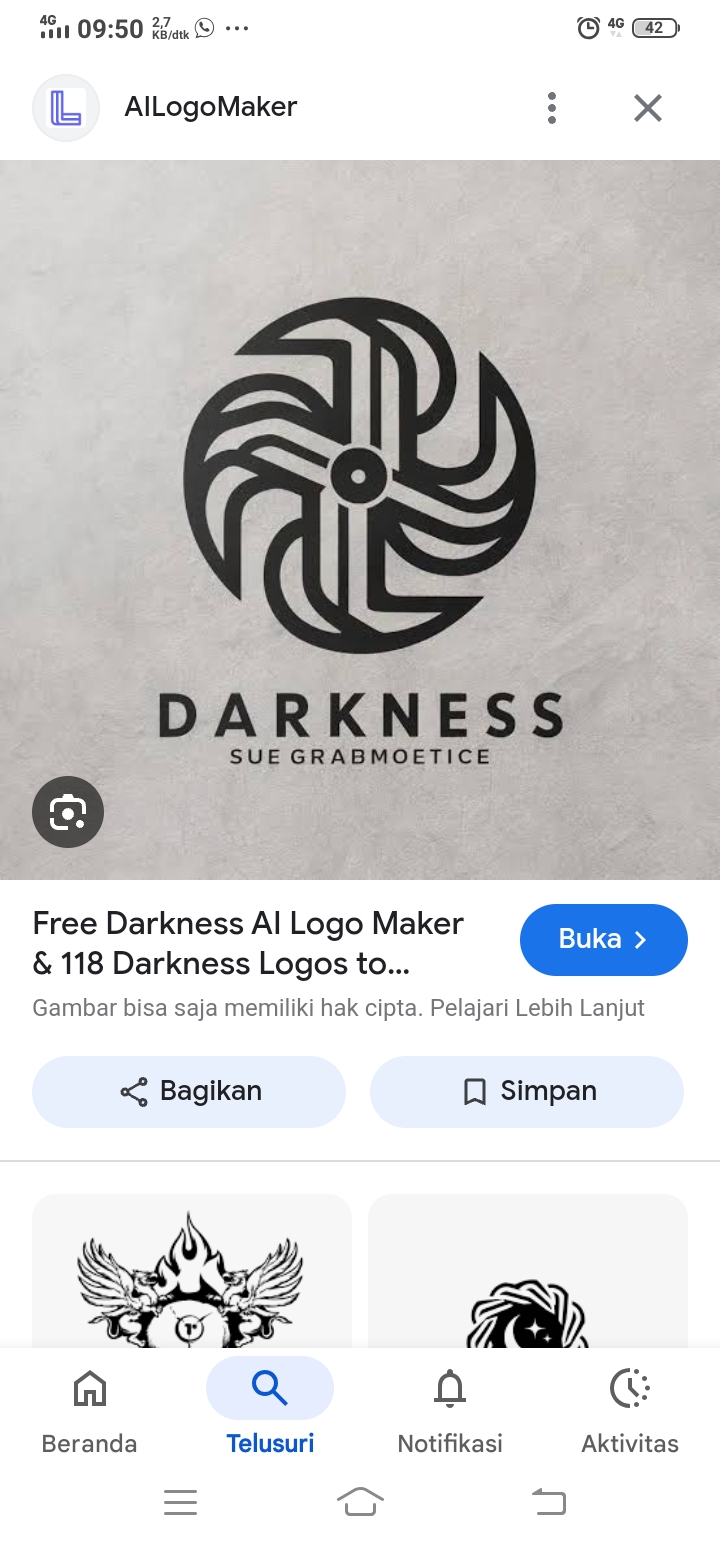 4G 09:50 2,7 KB/dtk 4G 42
AILogoMaker
DARKNESS
SUE GRABMOETICE
Free Darkness AI Logo Maker
& 118 Darkness Logos to...
Buka
Gambar bisa saja memiliki hak cipta. Pelajari Lebih Lanjut
Bagikan
Simpan
Beranda
Telusuri
Notifikasi
Aktivitas